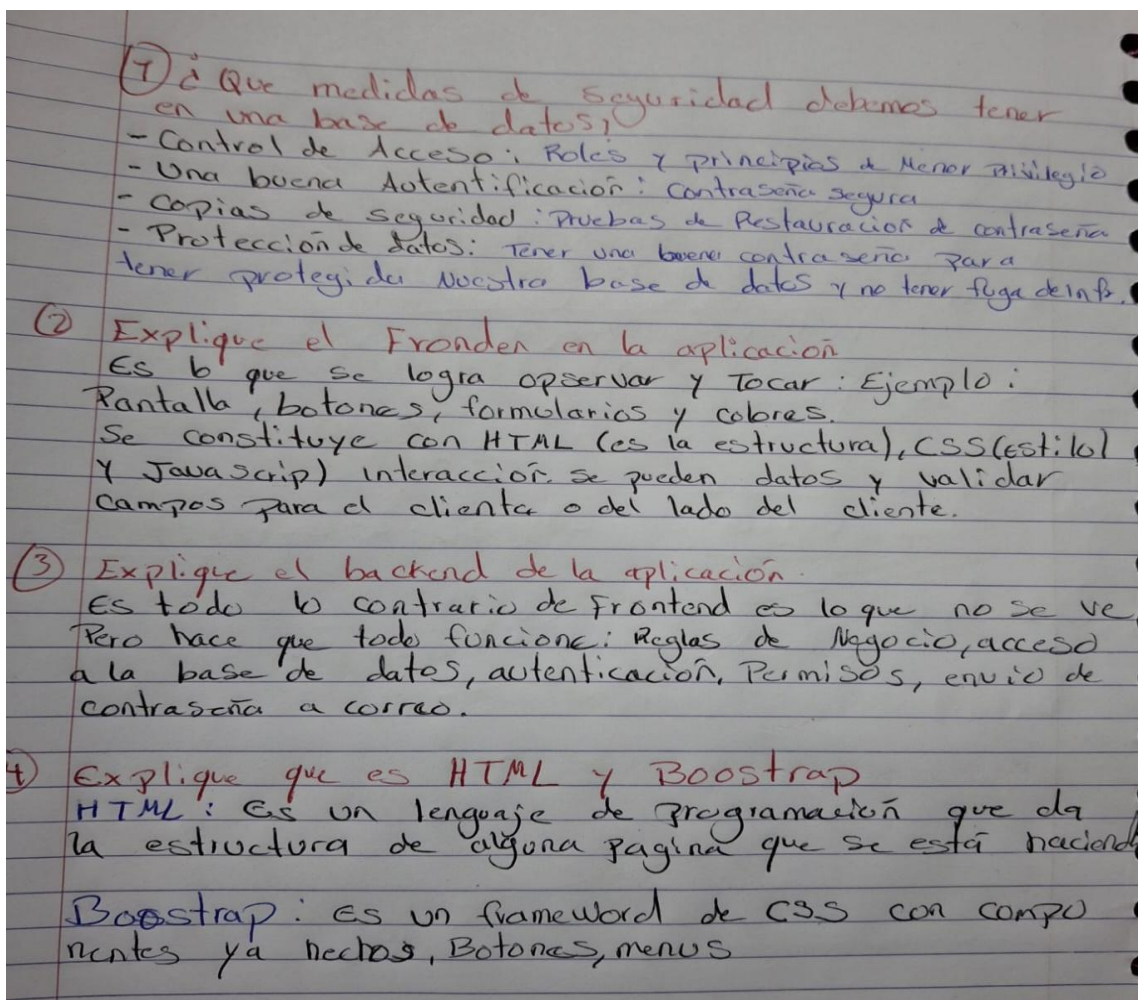 ① ¿ Que medidas de seguridad debemos tener
en una base de datos?
- Control de Acceso: Roles y principios de Menor Privilegio
- Una buena Autentificación: contraseña segura
- Copias de seguridad: Pruebas de Restauración de contraseña
- Protección de datos: Tener una buena contraseña para
tener protegida Nuestra base de datos y no tener fuga de inf.
② Explique el Fronden en la aplicación
Es lo que se logra opservar y Tocar: Ejemplo:
Pantalla, botones, formularios y colores.
Se constituye con HTML (es la estructura), CSS (estilo)
y Javascrip) interacción. se pueden datos y validar
campos para el cliente o del lado del cliente.
③ Explique el backend de la aplicación.
Es todo lo contrario de Frontend es lo que no se ve
Pero hace que todo funcione: Reglas de Negocio, acceso
a la base de datos, autenticación, Permisos, envio de
contraseña a correo.
④ Explique que es HTML y Boostrap
HTML: Es un lenguaje de programación que da
la estructura de alguna pagina que se está haciend
Boostrap: Es un frameword de CSS con compo
nentes ya hechos, Botones, menus